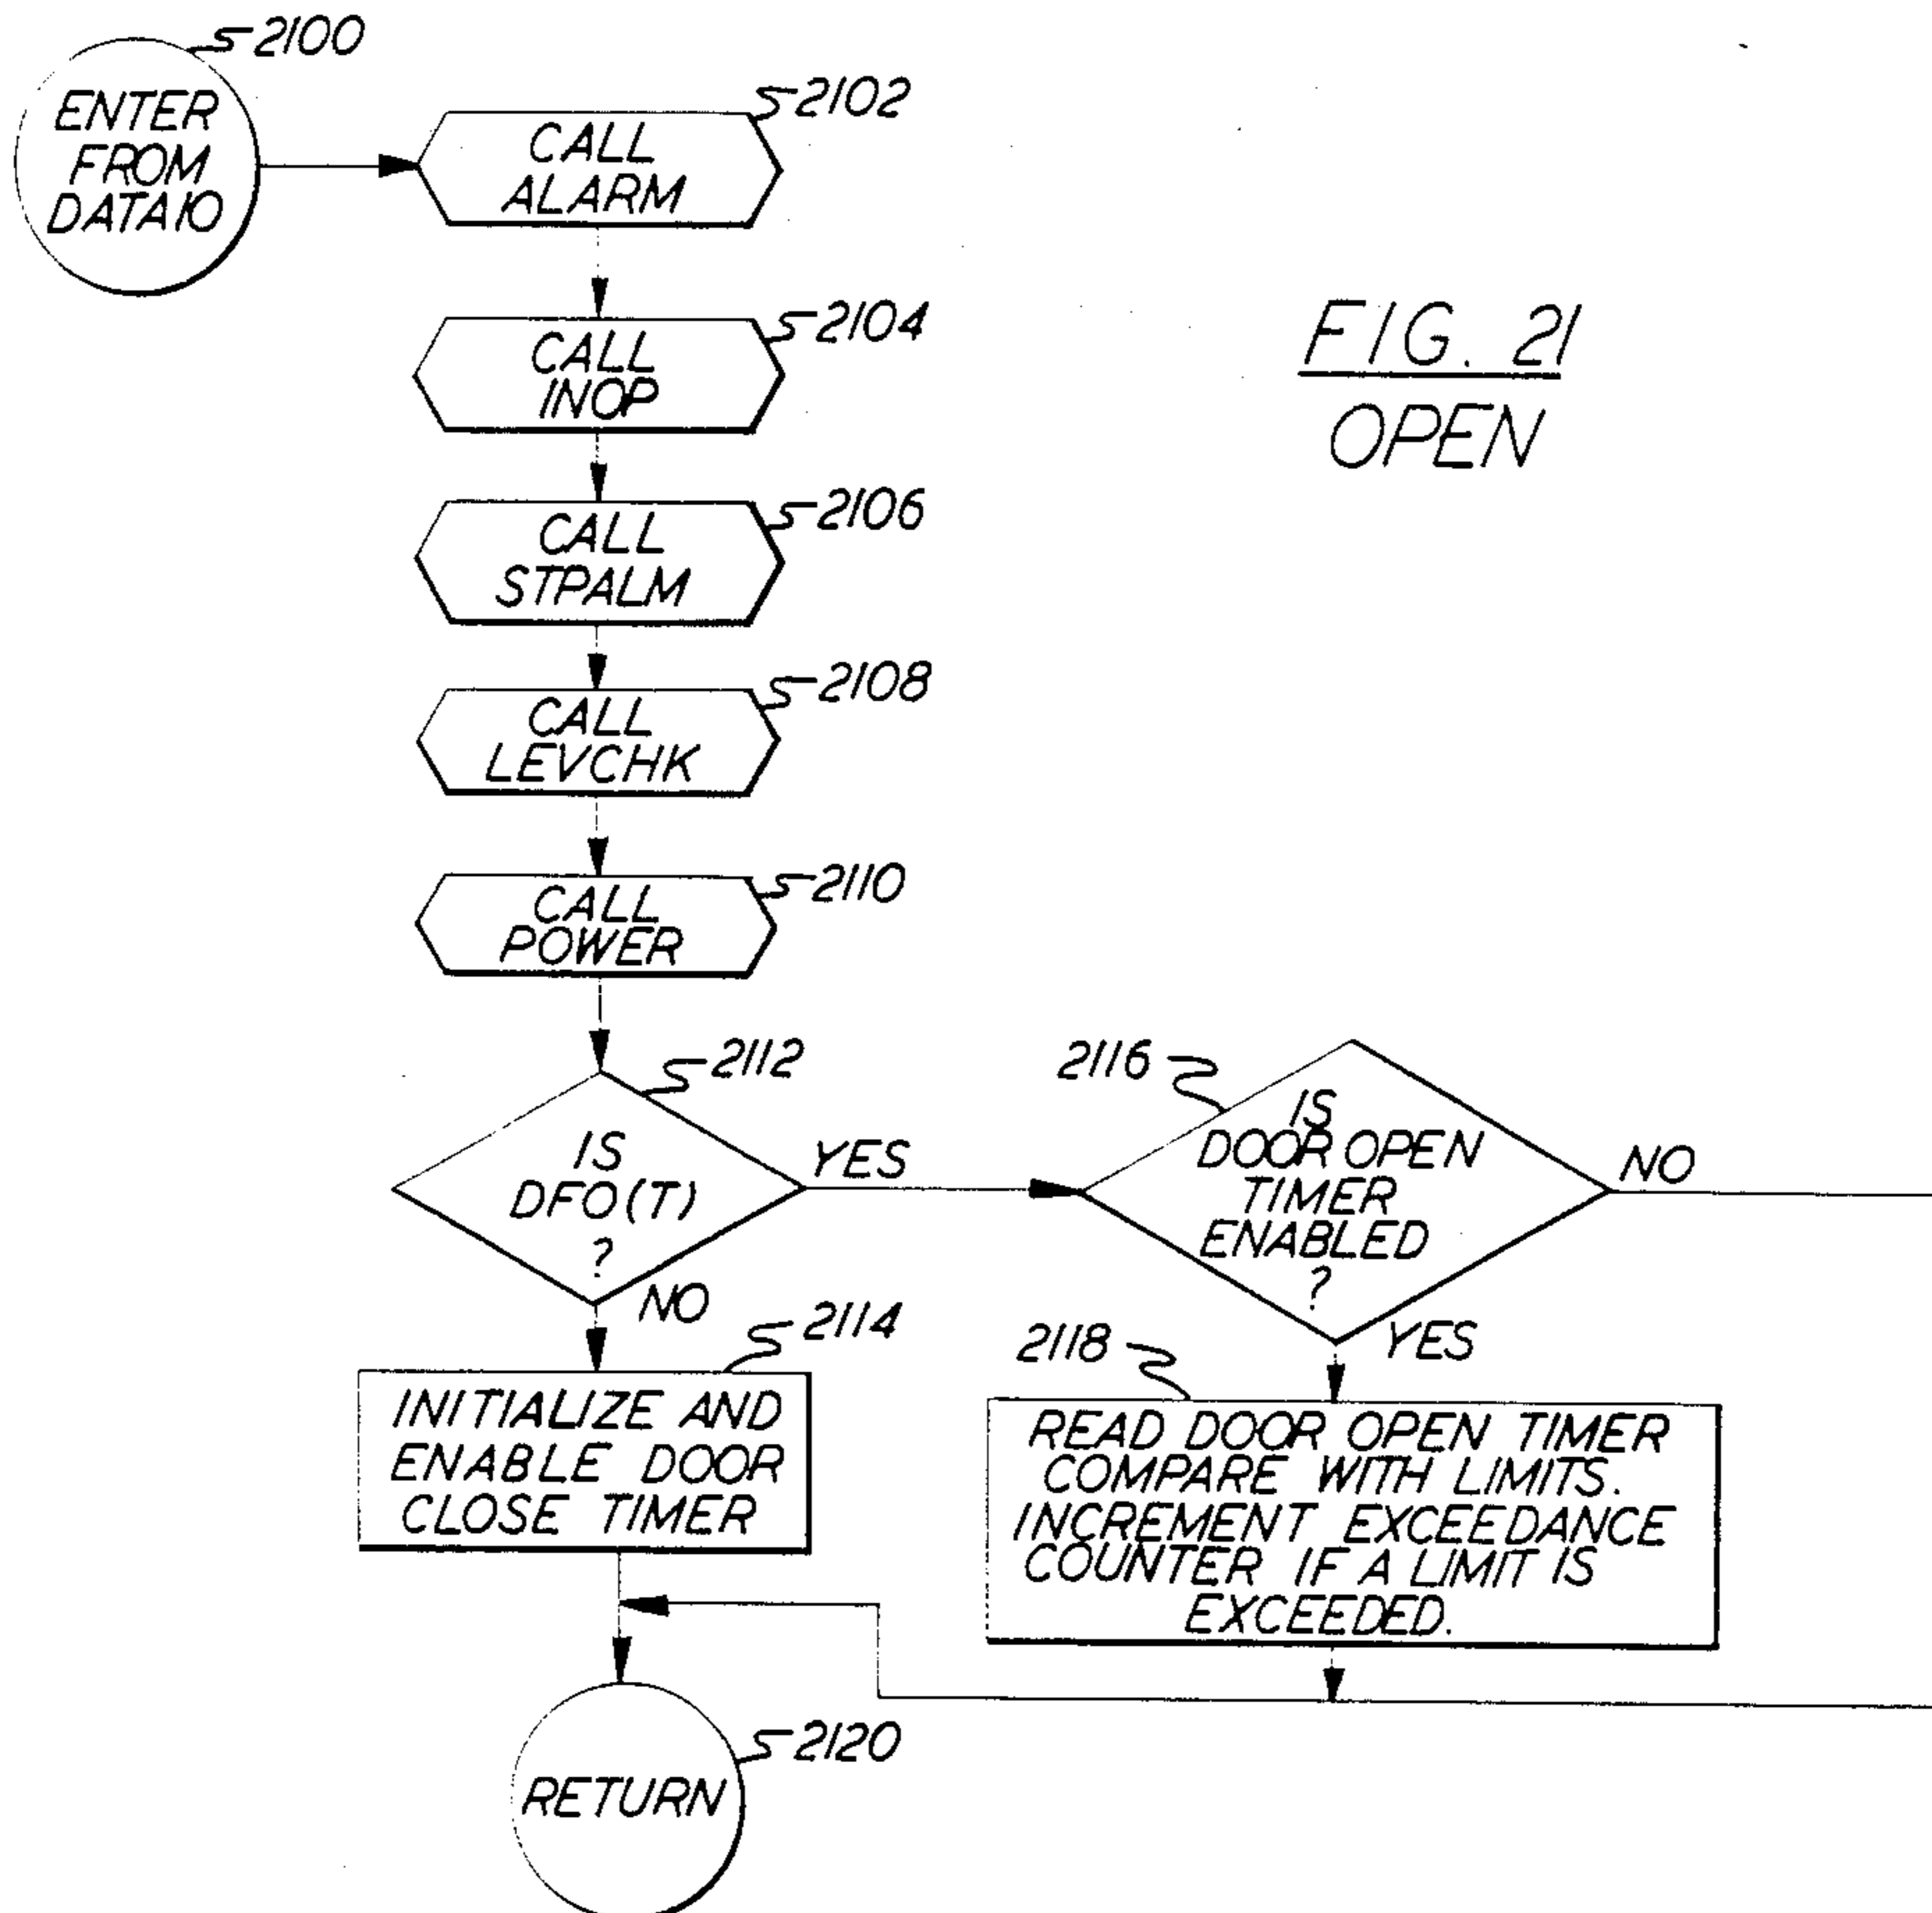 2100
ENTER
FROM
DATA10
2102
CALL
ALARM
2104
CALL
INOP
FIG. 21
OPEN
2106
CALL
STPALM
2108
CALL
LEVCHK
2110
CALL
POWER
2112
IS
DFO(T)
?
YES
NO
2116
IS
DOOR OPEN
TIMER
ENABLED
?
NO
YES
2114
INITIALIZE AND
ENABLE DOOR
CLOSE TIMER
2118
READ DOOR OPEN TIMER
COMPARE WITH LIMITS.
INCREMENT EXCEEDANCE
COUNTER IF A LIMIT IS
EXCEEDED.
2120
RETURN